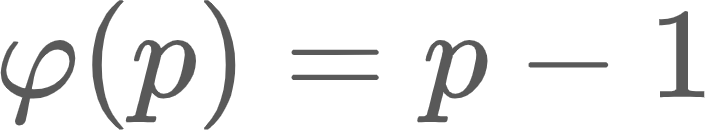 φ(p) = p − 1